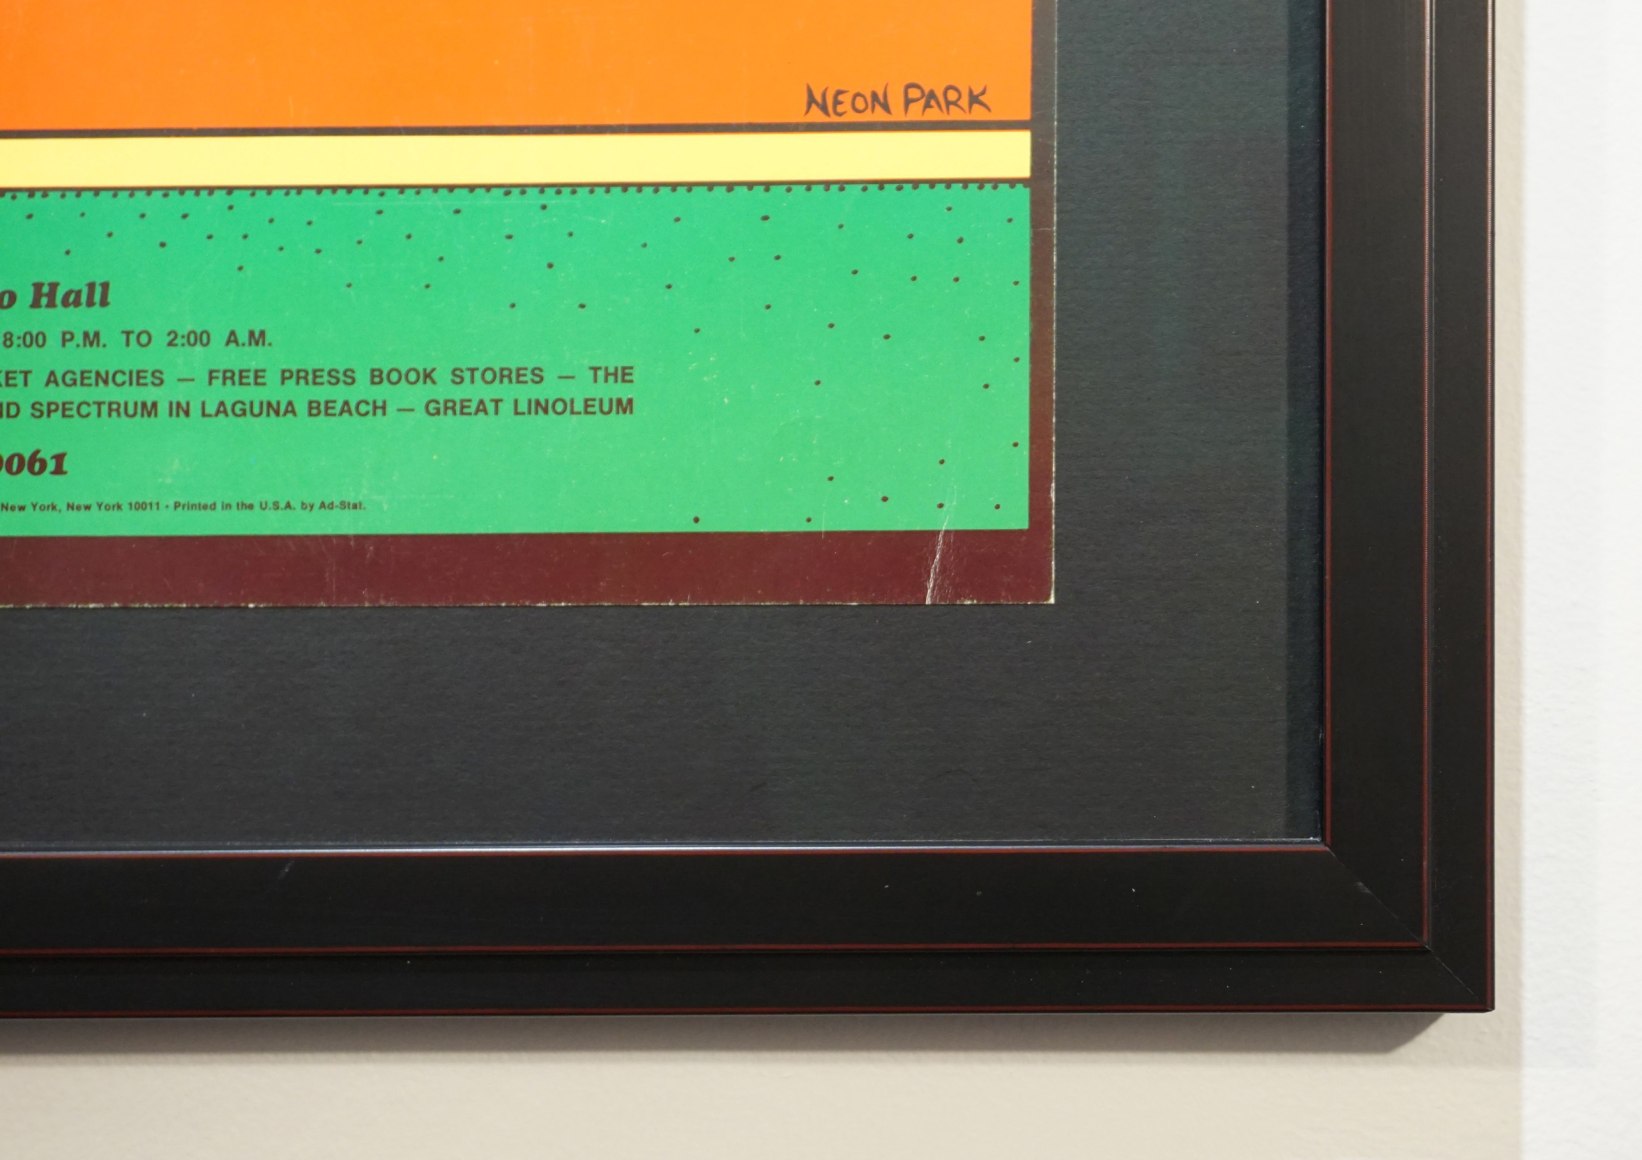 NEON PARK
o Hall
8:00 P.M. TO 2:00 A.M.
KET AGENCIES — FREE PRESS BOOK STORES — THE
ND SPECTRUM IN LAGUNA BEACH — GREAT LINOLEUM
0061
New York, New York 10011 • Printed in the U.S.A. by Ad-Stat.